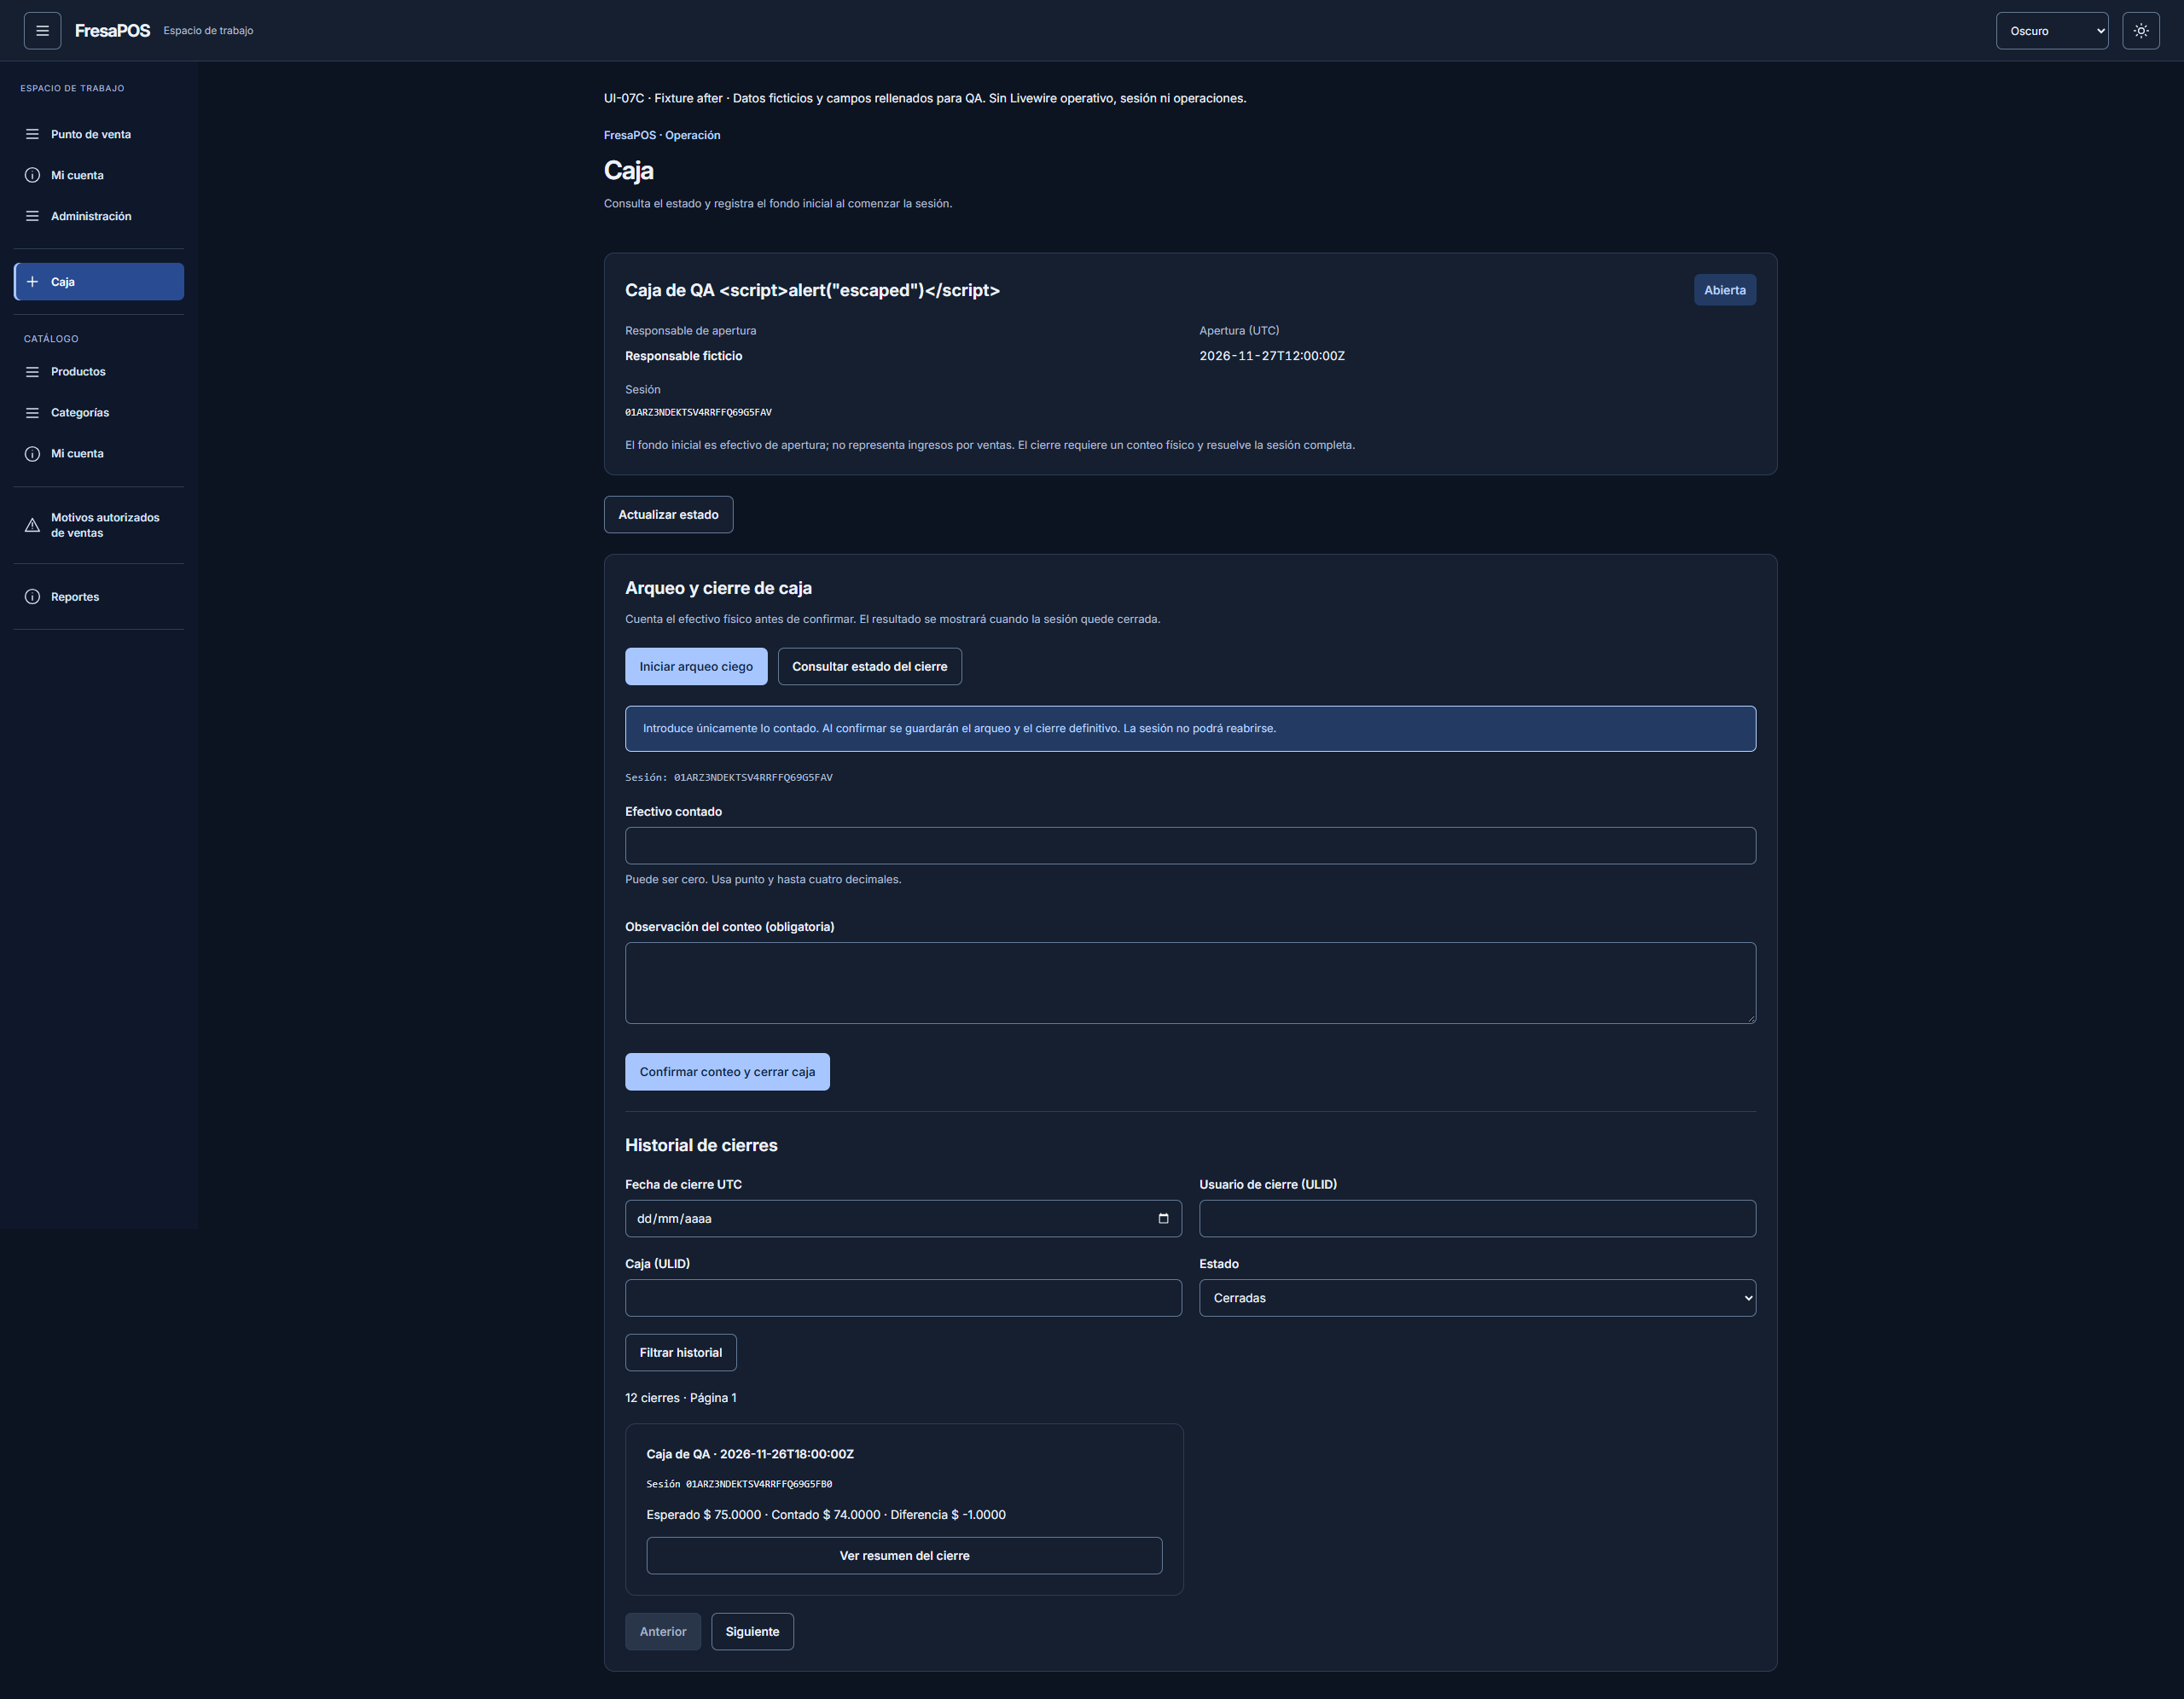 FresaPOS Espacio de trabajo
Oscuro
ESPACIO DE TRABAJO
Punto de venta
Mi cuenta
Administración
Caja
CATÁLOGO
Productos
Categorías
Mi cuenta
Motivos autorizados
de ventas
Reportes
UI-07C · Fixture after · Datos ficticios y campos rellenados para QA. Sin Livewire operativo, sesión ni operaciones.
FresaPOS · Operación
Caja
Consulta el estado y registra el fondo inicial al comenzar la sesión.
Caja de QA <script>alert("escaped")</script>
Abierta
Responsable de apertura
Responsable ficticio
Apertura (UTC)
2026-11-27T12:00:00Z
Sesión
01ARZ3NDEKTSV4RRFFQ69G5FAV
El fondo inicial es efectivo de apertura; no representa ingresos por ventas. El cierre requiere un conteo físico y resuelve la sesión completa.
Actualizar estado
Arqueo y cierre de caja
Cuenta el efectivo físico antes de confirmar. El resultado se mostrará cuando la sesión quede cerrada.
Iniciar arqueo ciego
Consultar estado del cierre
Introduce únicamente lo contado. Al confirmar se guardarán el arqueo y el cierre definitivo. La sesión no podrá reabrirse.
Sesión: 01ARZ3NDEKTSV4RRFFQ69G5FAV
Efectivo contado
Puede ser cero. Usa punto y hasta cuatro decimales.
Observación del conteo (obligatoria)
Confirmar conteo y cerrar caja
Historial de cierres
Fecha de cierre UTC
dd/mm/aaaa
Usuario de cierre (ULID)
Caja (ULID)
Estado
Cerradas
Filtrar historial
12 cierres · Página 1
Caja de QA · 2026-11-26T18:00:00Z
Sesión 01ARZ3NDEKTSV4RRFFQ69G5FB0
Esperado $ 75.0000 · Contado $ 74.0000 · Diferencia $ -1.0000
Ver resumen del cierre
Anterior
Siguiente